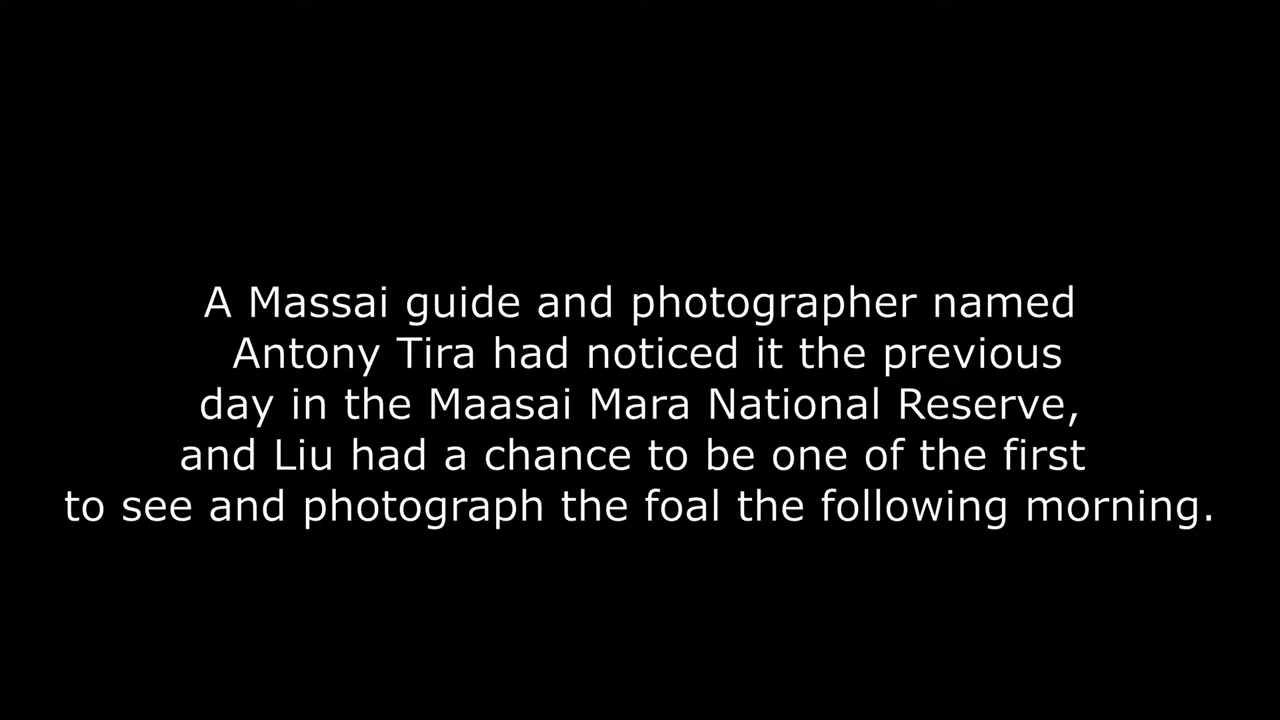 A Massai guide and photographer named
Antony Tira had noticed it the previous
day in the Maasai Mara National Reserve,
and Liu had a chance to be one of the first
to see and photograph the foal the following morning.